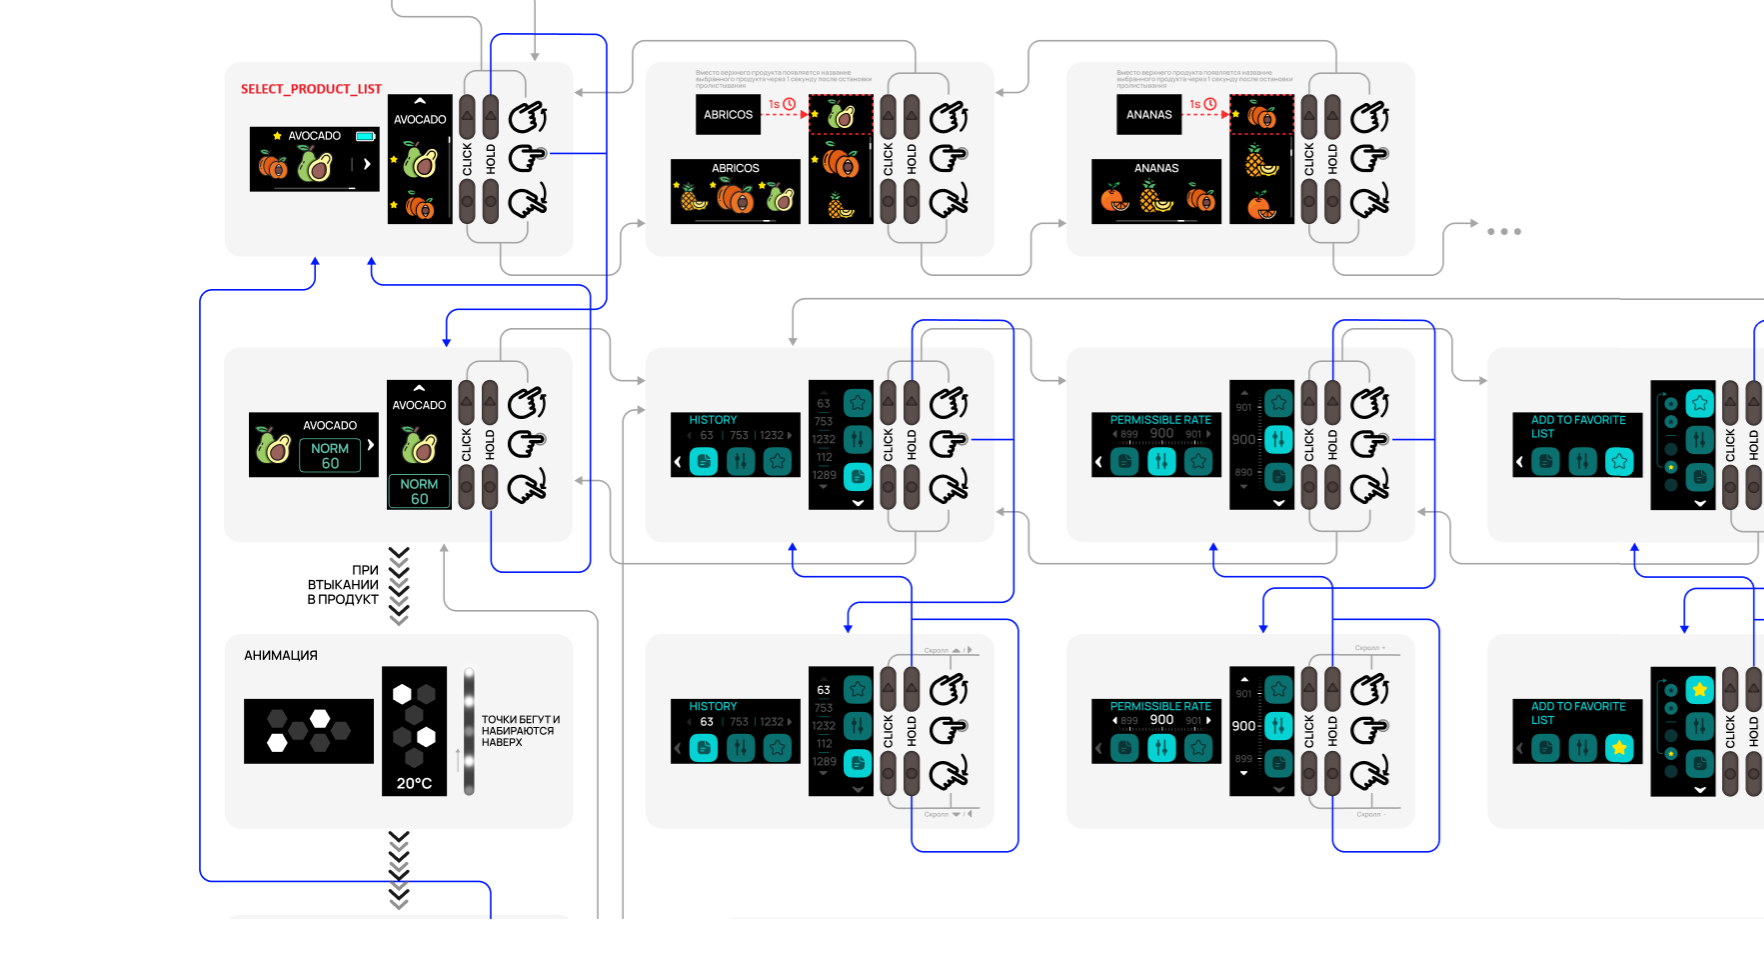 SELECT_PRODUCT_LIST
AVOCADO
AVOCADO
CLICK
HOLD
Вместо верхнего продукта появляется название
выбранного продукта через 1 секунду после остановки
пролистывания
ABRICOS
1s
ABRICOS
CLICK
HOLD
Вместо верхнего продукта появляется название
выбранного продукта через 1 секунду после остановки
пролистывания
ANANAS
1s
ANANAS
CLICK
HOLD
AVOCADO
NORM
60
AVOCADO
NORM
60
CLICK
HOLD
HISTORY
63 753 1232
63
753
1232
112
1289
CLICK
HOLD
PERMISSIBLE RATE
899 900 901
901
900
890
CLICK
HOLD
ADD TO FAVORITE
LIST
CLICK
HOLD
ПРИ
ВТЫКАНИИ
В ПРОДУКТ
АНИМАЦИЯ
20°C
ТОЧКИ БЕГУТ И
НАБИРАЮТСЯ
НАВЕРХ
HISTORY
63 753 1232
63
753
1232
112
1289
CLICK
HOLD
Скролл /
Скролл /
PERMISSIBLE RATE
899 900 901
901
900
899
CLICK
HOLD
Скролл +
Скролл -
ADD TO FAVORITE
LIST
CLICK
HOLD